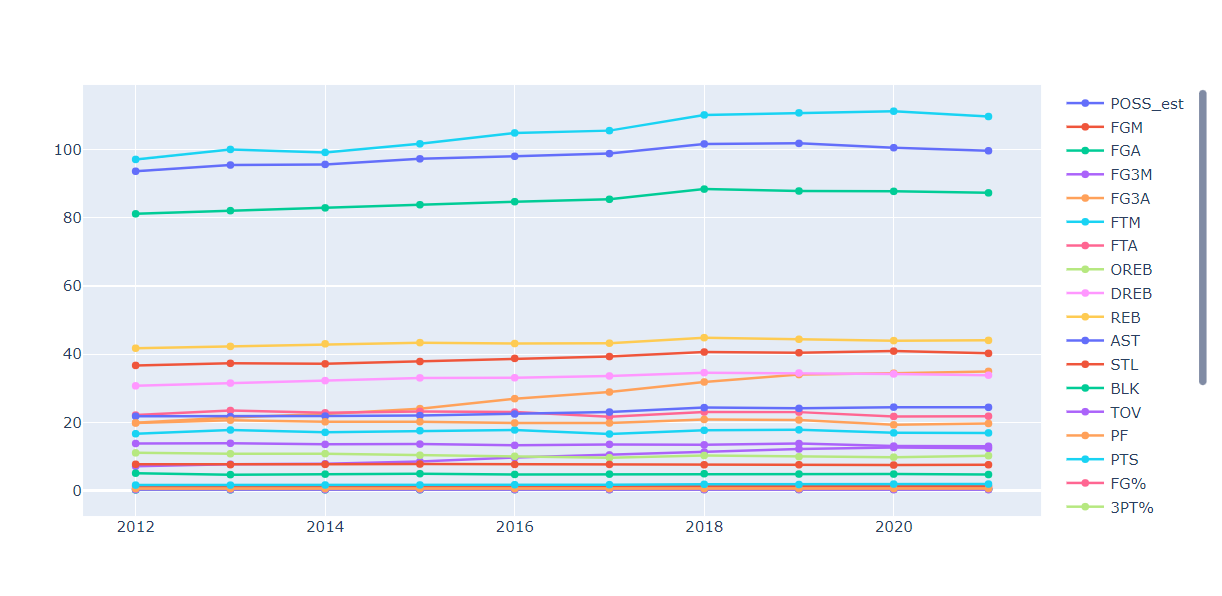 100
80
60
40
20
0
2012
2014
2016
2018
2020
POSS_est
FGM
FGA
FG3M
FG3A
FTM
FTA
OREB
DREB
REB
AST
STL
BLK
TOV
PF
PTS
FG%
3PT%